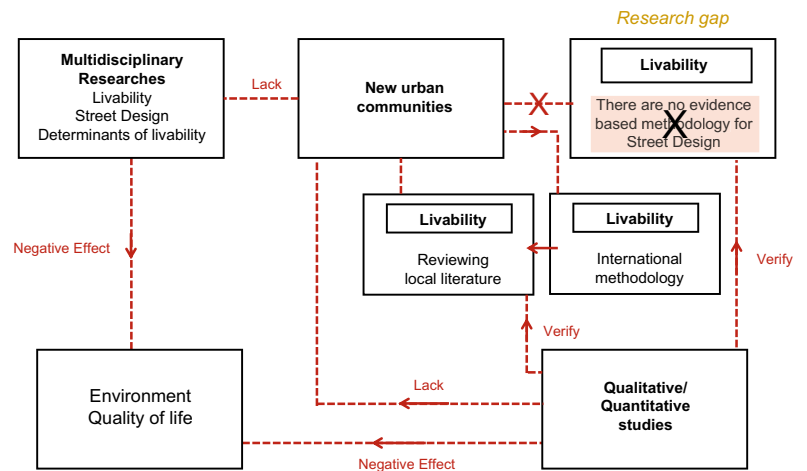 Research gap
Multidisciplinary
Researches
Livability
Street Design
Determinants of livability
Lack
New urban
communities
X
Livability
There are no evidence
based methodology for
Street Design
X
Livability
Reviewing
local literature
Livability
International
methodology
Negative Effect
Verify
Verify
Environment
Quality of life
Lack
Qualitative/
Quantitative
studies
Negative Effect